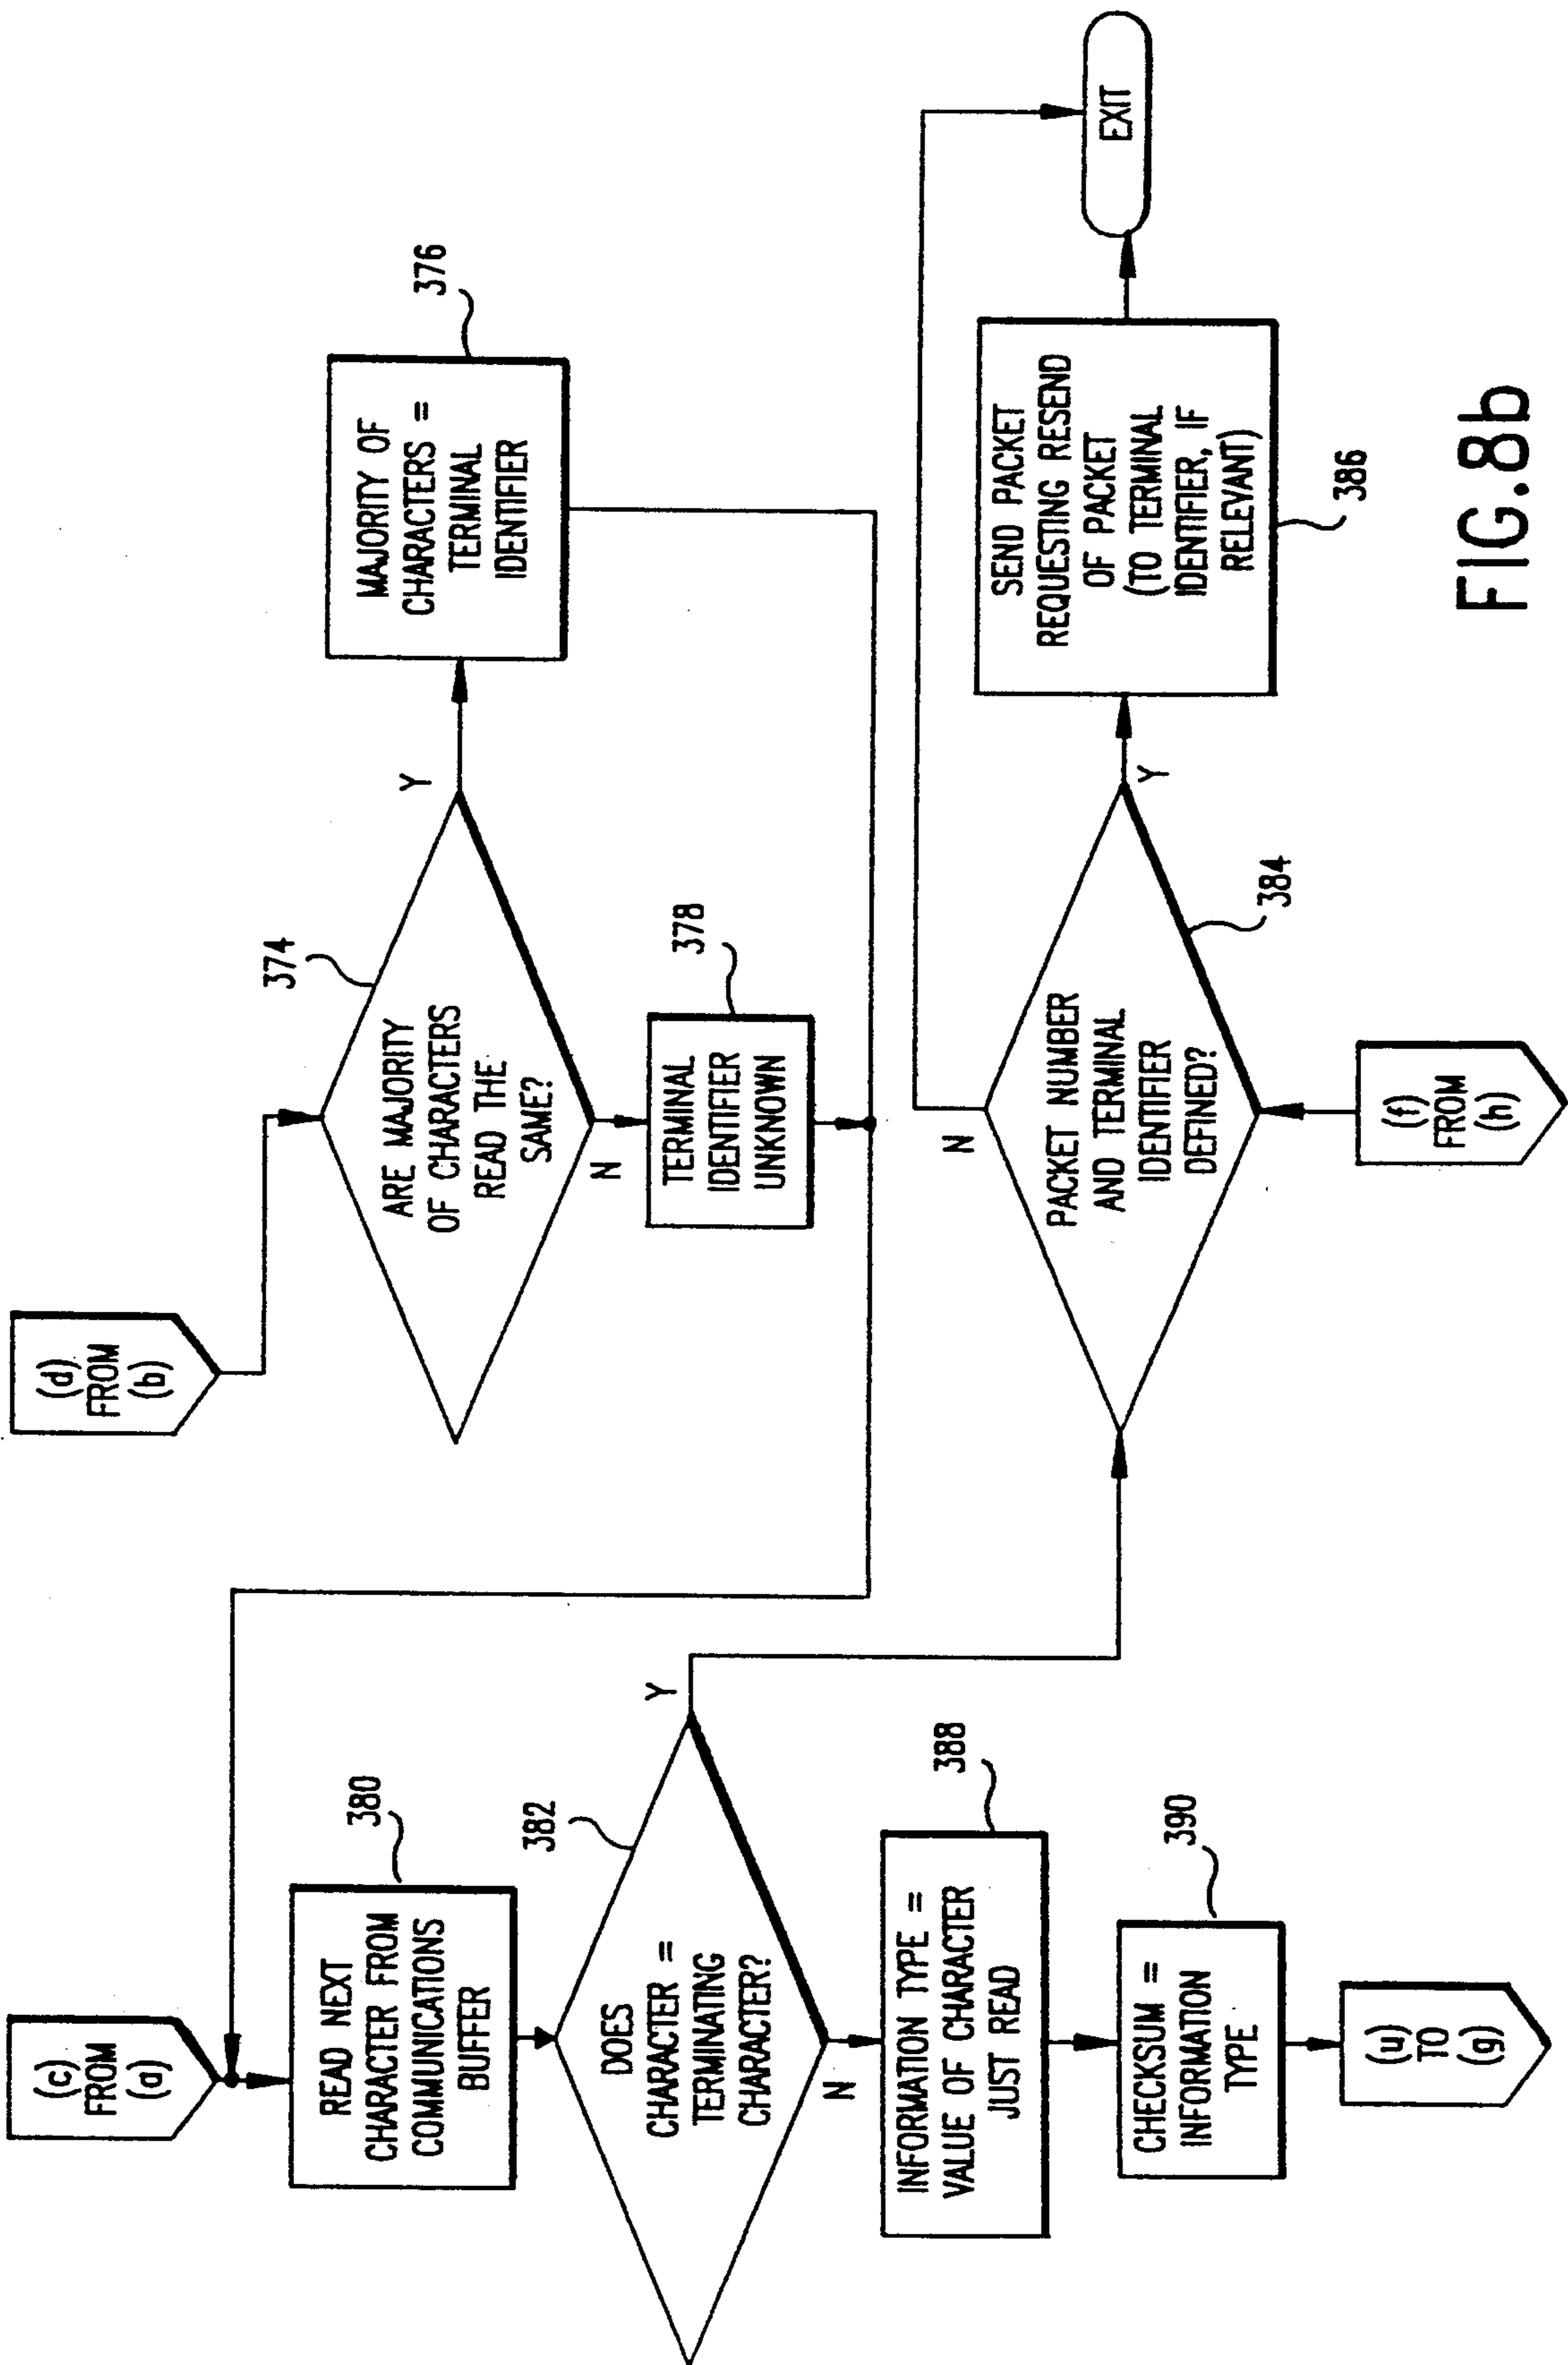 (c)
FROM
(a)
READ NEXT
CHARACTER FROM
COMMUNICATIONS
BUFFER
380
DOES
CHARACTER =
TERMINATING
CHARACTER?
382
Y
N
INFORMATION TYPE =
VALUE OF CHARACTER
JUST READ
388
CHECKSUM =
INFORMATION
TYPE
390
(u)
TO
(g)
(d)
FROM
(b)
ARE MAJORITY
OF CHARACTERS
READ THE
SAME?
374
Y
N
MAJORITY OF
CHARACTERS =
TERMINAL
IDENTIFIER
376
TERMINAL
IDENTIFIER
UNKNOWN
378
N
PACKET NUMBER
AND TERMINAL
IDENTIFIER
DEFINED?
384
Y
(f)
FROM
(h)
SEND PACKET
REQUESTING RESEND
OF PACKET
(TO TERMINAL
IDENTIFIER, IF
RELEVANT)
386
EXIT
FIG.8b